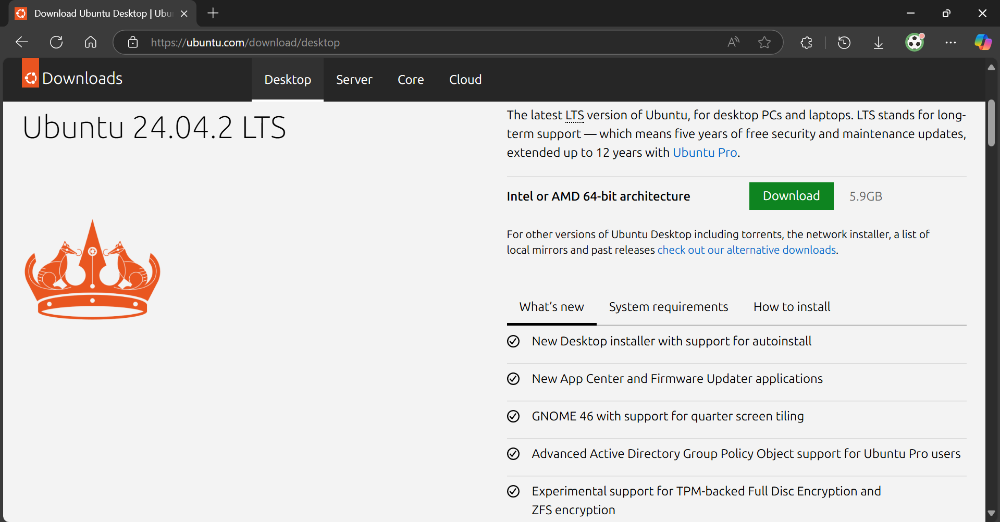 Download Ubuntu Desktop | Ubu
https://ubuntu.com/download/desktop
Downloads
Desktop
Server
Core
Cloud
Ubuntu 24.04.2 LTS
The latest LTS version of Ubuntu, for desktop PCs and laptops. LTS stands for long-
term support — which means five years of free security and maintenance updates,
extended up to 12 years with Ubuntu Pro.
Intel or AMD 64-bit architecture
Download
5.9GB
For other versions of Ubuntu Desktop including torrents, the network installer, a list of
local mirrors and past releases check out our alternative downloads.
What’s new
System requirements
How to install
New Desktop installer with support for autoinstall
New App Center and Firmware Updater applications
GNOME 46 with support for quarter screen tiling
Advanced Active Directory Group Policy Object support for Ubuntu Pro users
Experimental support for TPM-backed Full Disc Encryption and
ZFS encryption